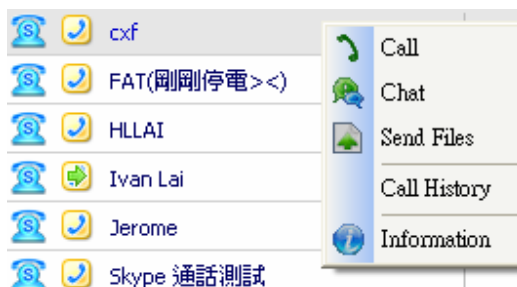 cxf
FAT(剛剛停電><)
HLLAI
Ivan Lai
Jerome
Skype 通話測試
Call
Chat
Send Files
Call History
Information